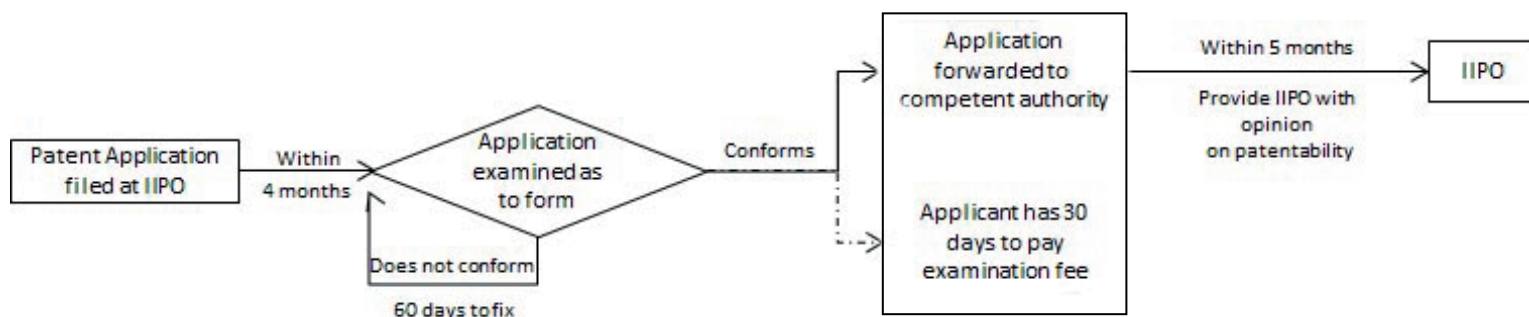 Patent Application
filed at IIPO
Within
4 months
Application
examined as
to form
Does not conform
60 days to fix
Conforms
Application
forwarded to
competent authority
Applicant has 30
days to pay
examination fee
Within 5 months
Provide IIPO with
opinion
on patentability
IIPO